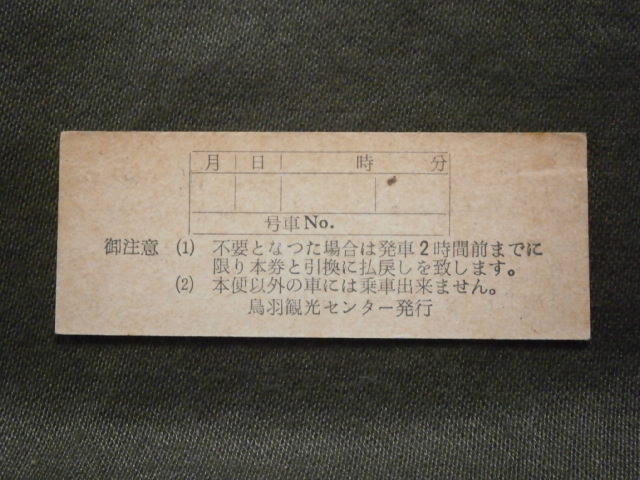 月 日 時 分
号車No.
御注意 (1) 不要となつた場合は発車2時間前までに
限り本券と引換に払戻しを致します。
(2) 本便以外の車には乗車出来ません。
鳥羽観光センター発行